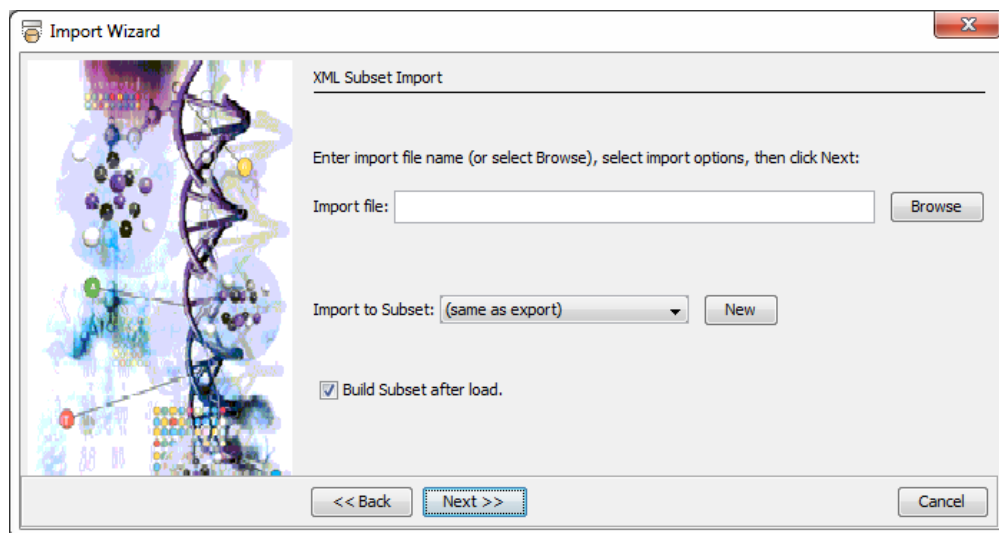 Import Wizard
XML Subset Import
Enter import file name (or select Browse), select import options, then click Next:
Import file:
Browse
Import to Subset: (same as export)
New
Build Subset after load.
<< Back
Next >>
Cancel